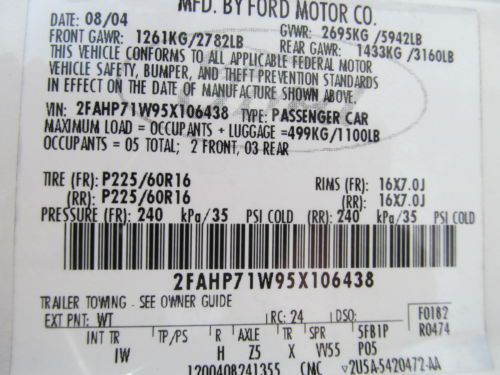 MFD. BY FORD MOTOR CO.
DATE: 08/04 GVWR: 2695KG/5942LB
FRONT GAWR: 1261KG/2782LB REAR GAWR: 1433KG/3160LB
THIS VEHICLE CONFORMS TO ALL APPLICABLE FEDERAL MOTOR
VEHICLE SAFETY, BUMPER, AND THEFT PREVENTION STANDARDS
IN EFFECT ON THE DATE OF MANUFACTURE SHOWN ABOVE.
VIN: 2FAHP71W95X106438 TYPE: PASSENGER CAR
MAXIMUM LOAD = OCCUPANTS + LUGGAGE = 499KG/1100LB
OCCUPANTS = 05 TOTAL; 2 FRONT, 03 REAR
TIRE (FR): P225/60R16 RIMS (FR): 16X7.0J
(RR): P225/60R16 (RR): 16X7.0J
PRESSURE (FR): 240 kPa/35 PSI COLD (RR): 240 kPa/35 PSI COLD
2FAHP71W95X106438
TRAILER TOWING - SEE OWNER GUIDE
EXT PNT: WT RC: 24 DSO: F0182
INT TR TP/PS R AXLE TR SPR 5FB1P R0474
IW H Z5 X VV55 P05
1200408241355 CMC V2U5A-5420472-AA